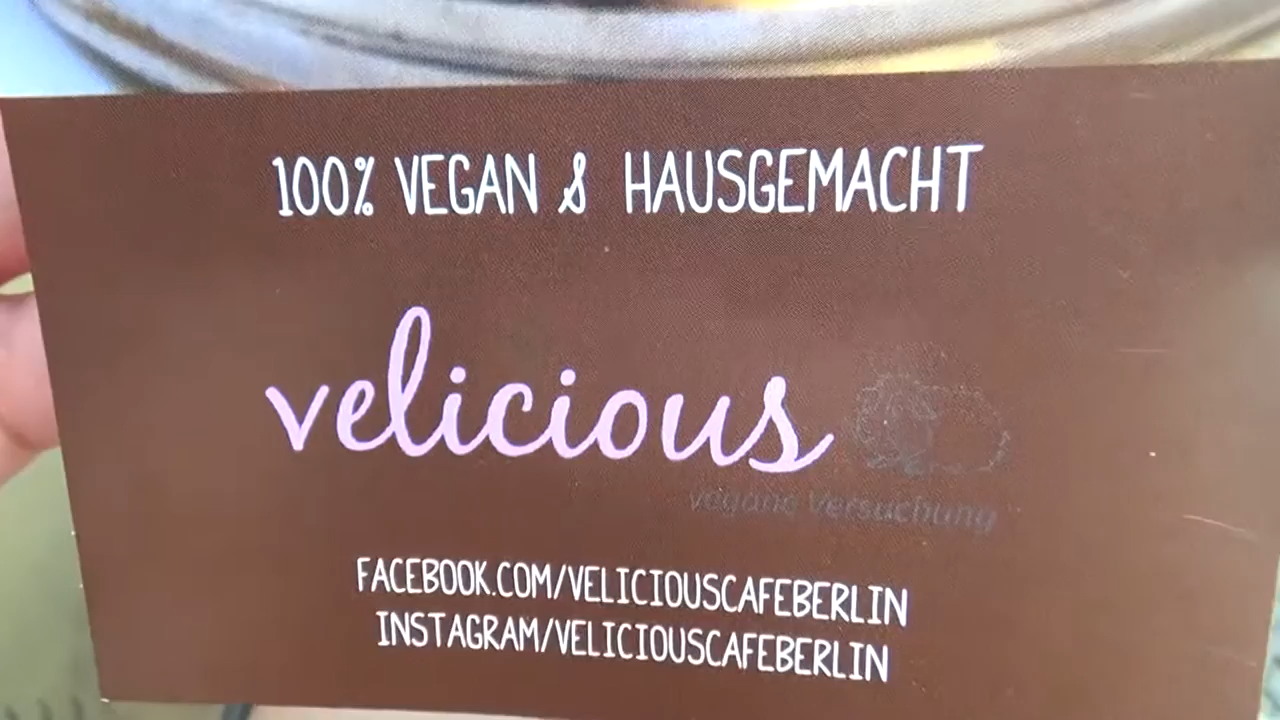 100% VEGAN & HAUSGEMACHT
velicious
vegane Versuchung
FACEBOOK.COM/VELICIOUSCAFEBERLIN
INSTAGRAM/VELICIOUSCAFEBERLIN